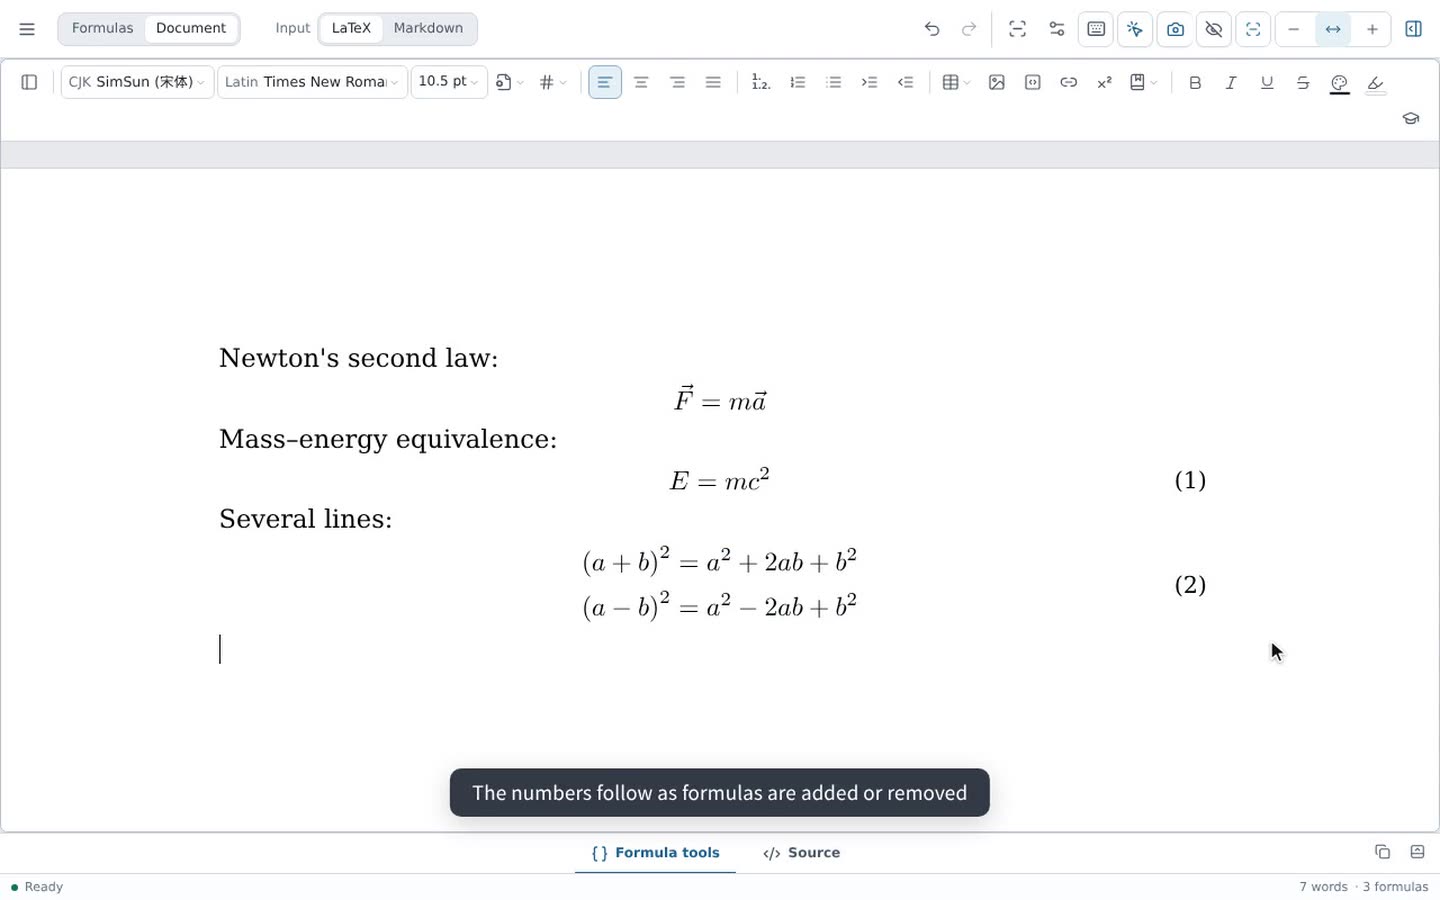 Formulas Document Input LaTeX Markdown
CJK SimSun (宋体) Latin Times New Roma 10.5 pt
Newton's second law:
F⃗ = ma⃗
Mass–energy equivalence:
E = mc² (1)
Several lines:
(a + b)² = a² + 2ab + b²
(2)
(a − b)² = a² − 2ab + b²
The numbers follow as formulas are added or removed
{ } Formula tools </> Source
Ready 7 words · 3 formulas